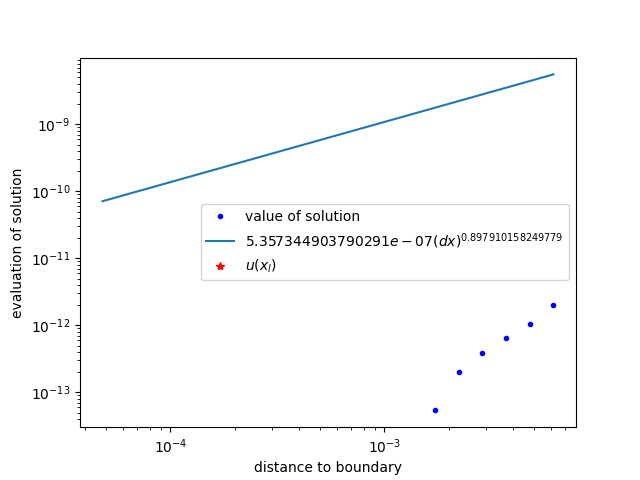 evaluation of solution
10⁻⁹
10⁻¹⁰
10⁻¹¹
10⁻¹²
10⁻¹³
value of solution
5.357344903790291e − 07(dx)^0.897910158249779
u(xᵢ)
10⁻⁴ 10⁻³
distance to boundary